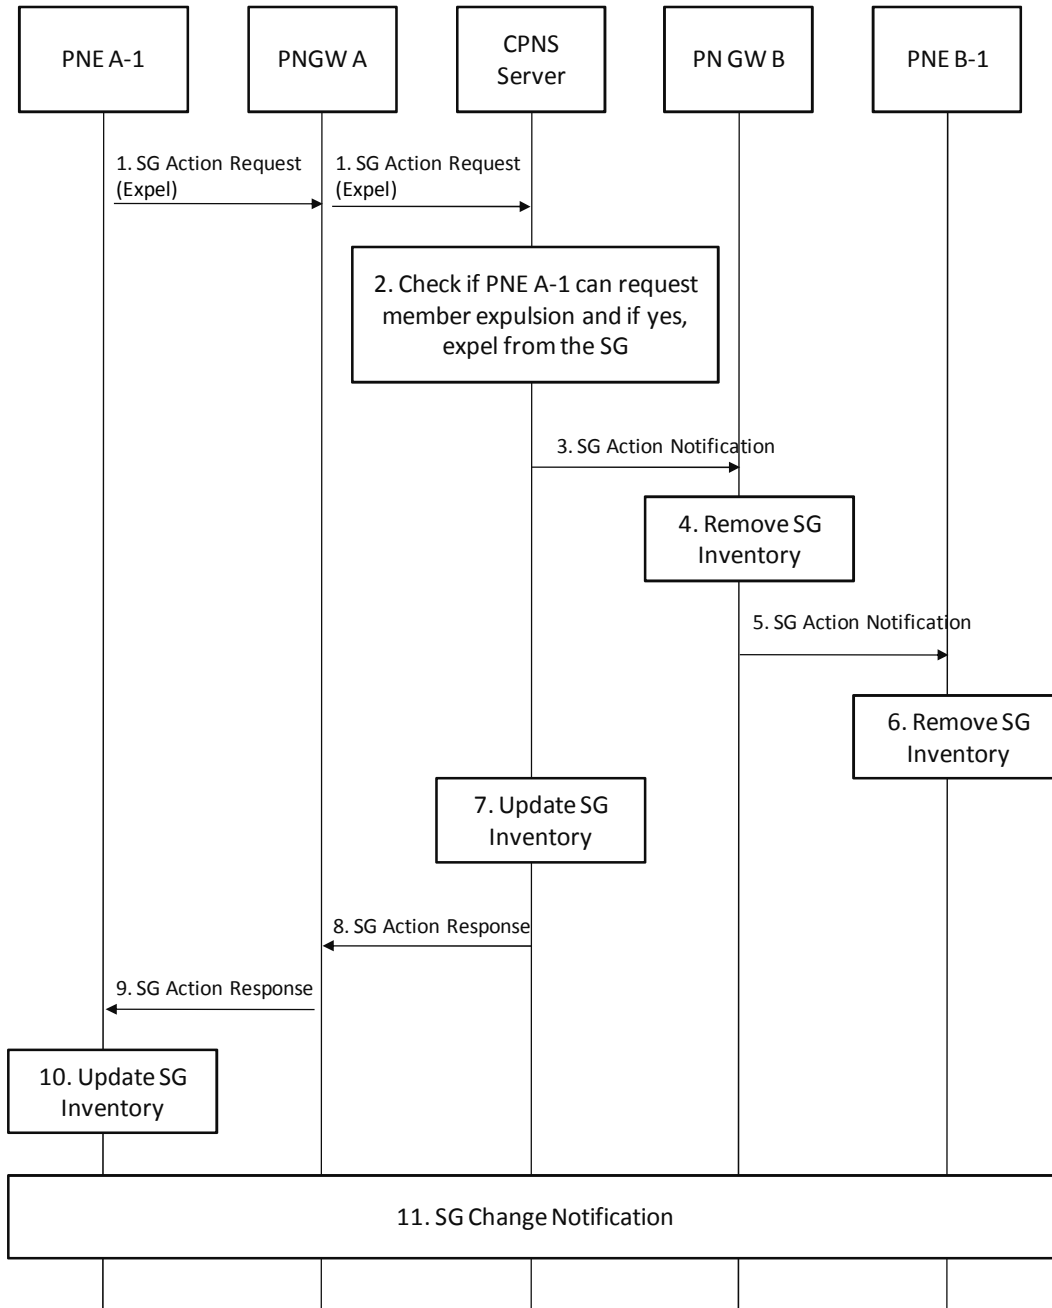 PNE A-1
PNGW A
CPNS
Server
PN GW B
PNE B-1
1. SG Action Request
(Expel)
1. SG Action Request
(Expel)
2. Check if PNE A-1 can request
member expulsion and if yes,
expel from the SG
3. SG Action Notification
4. Remove SG
Inventory
5. SG Action Notification
6. Remove SG
Inventory
7. Update SG
Inventory
8. SG Action Response
9. SG Action Response
10. Update SG
Inventory
11. SG Change Notification